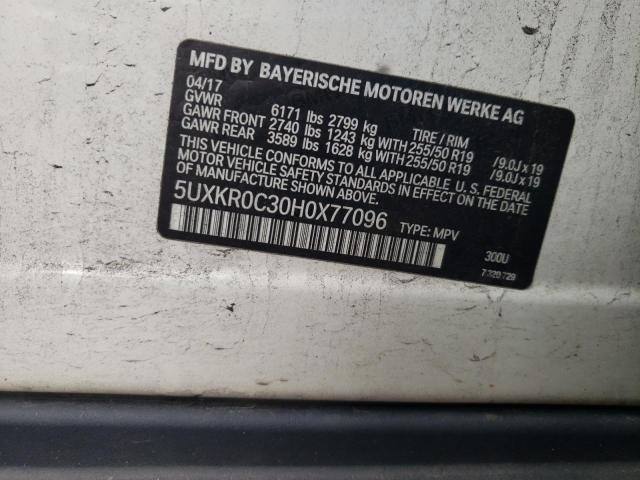 MFD BY BAYERISCHE MOTOREN WERKE AG
04/17
GVWR 6171 lbs 2799 kg TIRE / RIM
GAWR FRONT 2740 lbs 1243 kg WITH 255/50 R19 /9.0J x 19
GAWR REAR 3589 lbs 1628 kg WITH 255/50 R19 /9.0J x 19
THIS VEHICLE CONFORMS TO ALL APPLICABLE FEDERAL
MOTOR VEHICLE SAFETY STANDARDS IN EFFECT ON THE DATE
OF MANUFACTURE SHOWN ABOVE.
5UXKR0C30H0X77096 TYPE: MPV
300U